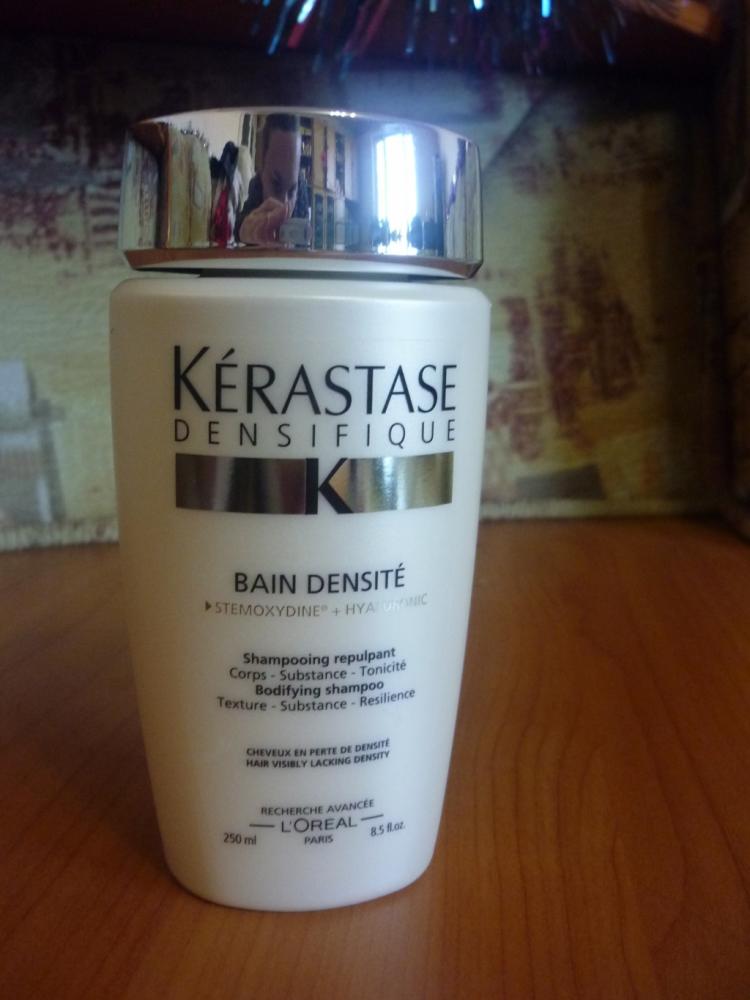 KÉRASTASE
DENSIFIQUE
K
BAIN DENSITÉ
STEMOXYDINE® + HYALURONIC
Shampooing repulpant
Corps - Substance - Tonicité
Bodifying shampoo
Texture - Substance - Resilience
CHEVEUX EN PERTE DE DENSITÉ
HAIR VISIBLY LACKING DENSITY
RECHERCHE AVANCÉE
L'ORÉAL
250 ml PARIS 8.5 fl.oz.